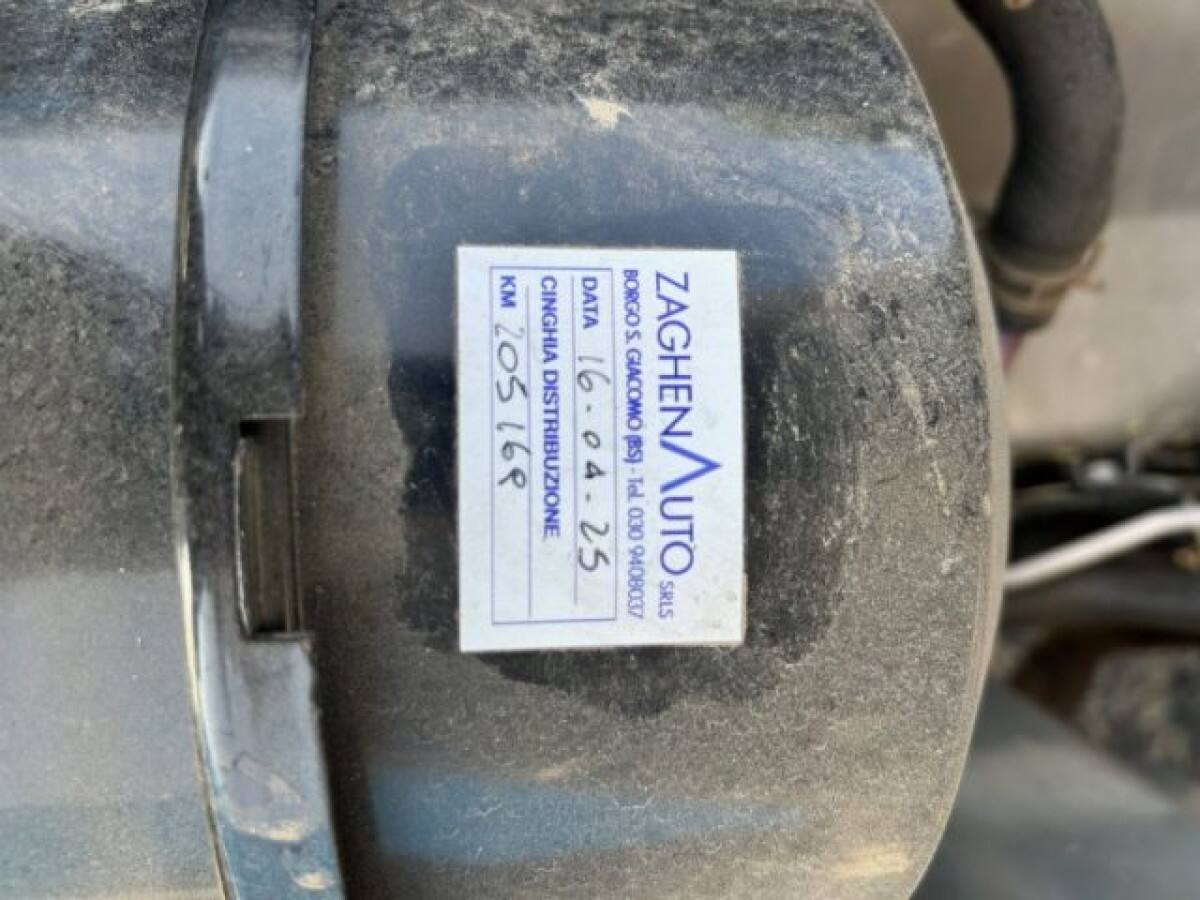 ZAGHENAUTO SRLS
BORGO S. GIACOMO (BS) - Tel. 030 9408037
DATA 16-04-25
CINGHIA DISTRIBUZIONE
KM 205168